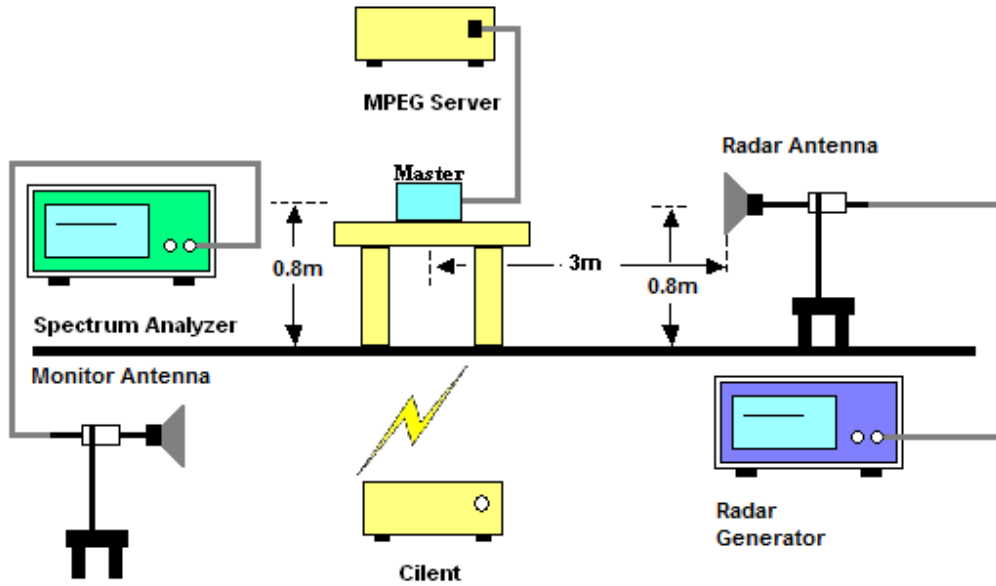 MPEG Server
Radar Antenna
Master
0.8m
3m
0.8m
Spectrum Analyzer
Monitor Antenna
Radar
Generator
Cilent